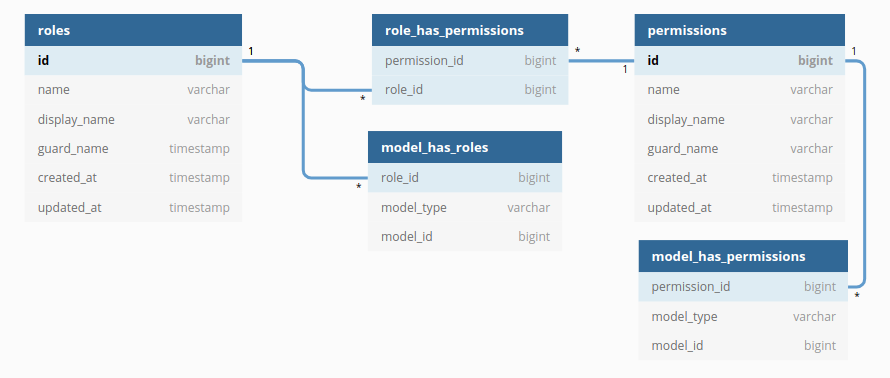 roles
id bigint
name varchar
display_name varchar
guard_name timestamp
created_at timestamp
updated_at timestamp
1
*
*
role_has_permissions
permission_id bigint
role_id bigint
*
1
model_has_roles
role_id bigint
model_type varchar
model_id bigint
permissions
id bigint
name varchar
display_name varchar
guard_name varchar
created_at timestamp
updated_at timestamp
1
*
model_has_permissions
permission_id bigint
model_type varchar
model_id bigint